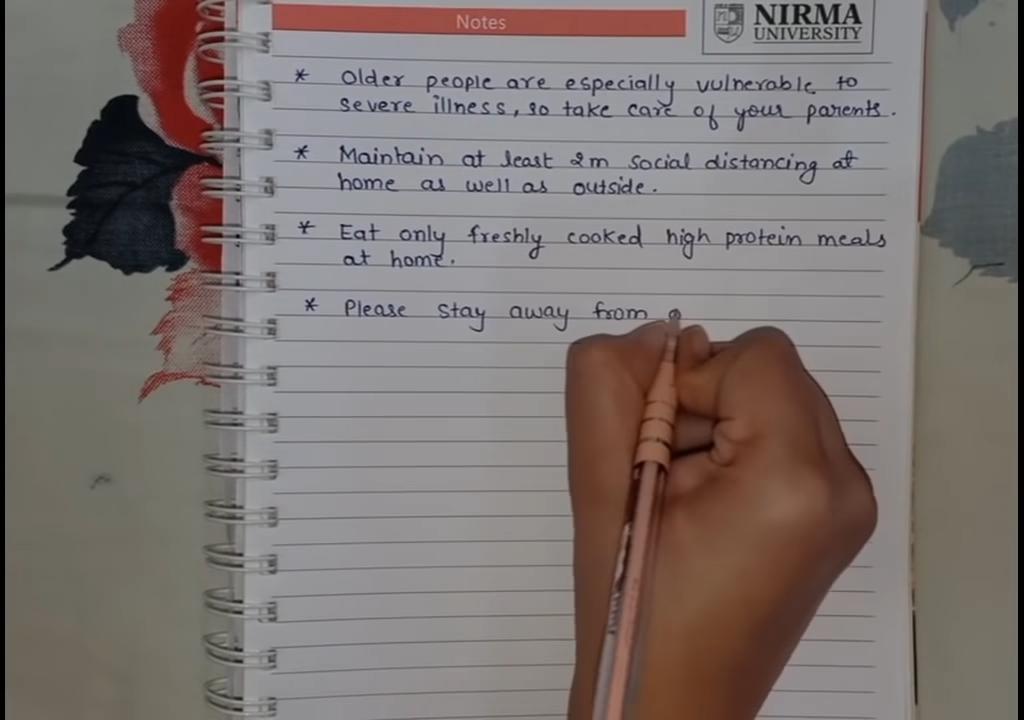 Notes
NIRMA
UNIVERSITY
* Older people are especially vulnerable to
severe illness, so take care of your parents.
* Maintain at least 2m social distancing at
home as well as outside.
* Eat only freshly cooked high protein meals
at home.
* Please stay away from